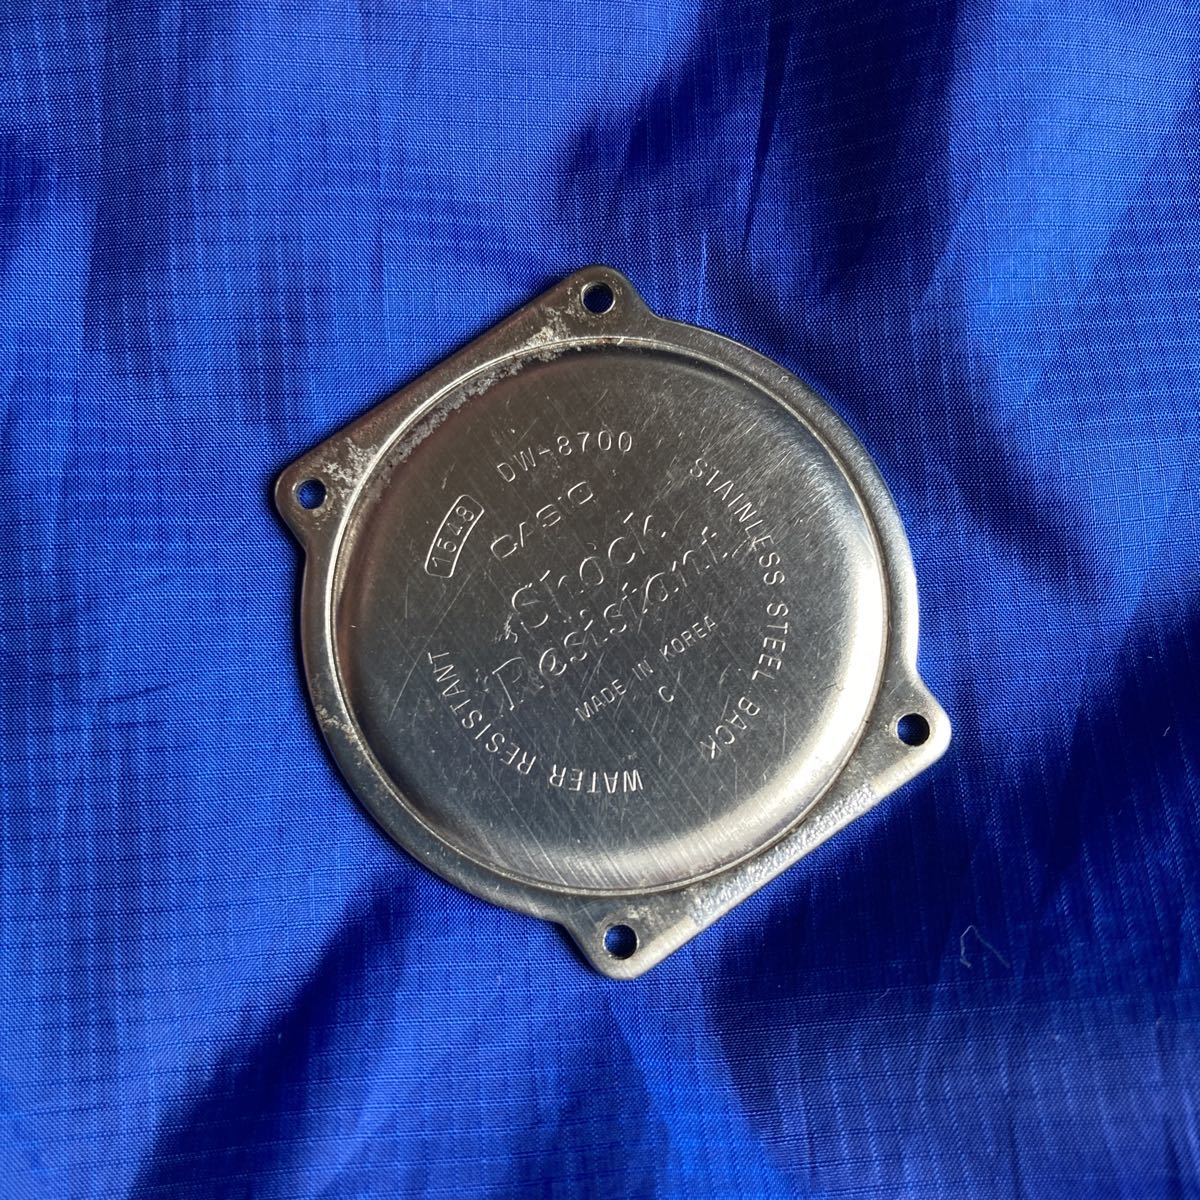 DW-8700
1548
CASIO
Shock
Resistant
MADE IN KOREA
C
STAINLESS STEEL BACK
WATER RESISTANT